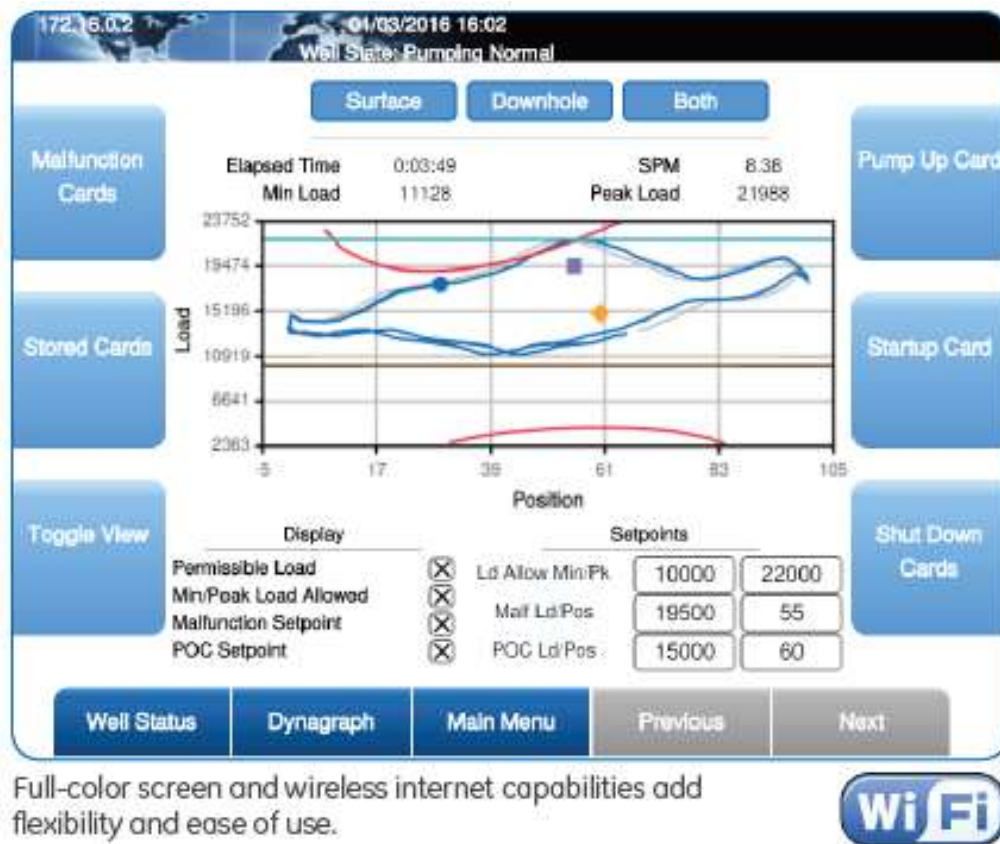 172.16.0.2
01/03/2016 16:02
Well State: Pumping Normal
Surface
Downhole
Both
Malfunction
Cards
Pump Up Card
Elapsed Time 0:03:49 SPM 8.38
Min Load 11128 Peak Load 21988
23752
19474
15196
10919
6641
2363
Load
-5 17 39 61 83 105
Position
Stored Cards
Startup Card
Toggle View
Shut Down
Cards
Display
Permissible Load
Min/Peak Load Allowed
Malfunction Setpoint
POC Setpoint
Setpoints
Ld Allow Min/Pk 10000 22000
Malf Ld/Pos 19500 55
POC Ld/Pos 15000 60
Well Status
Dynagraph
Main Menu
Previous
Next
Full-color screen and wireless internet capabilities add
flexibility and ease of use.
WiFi